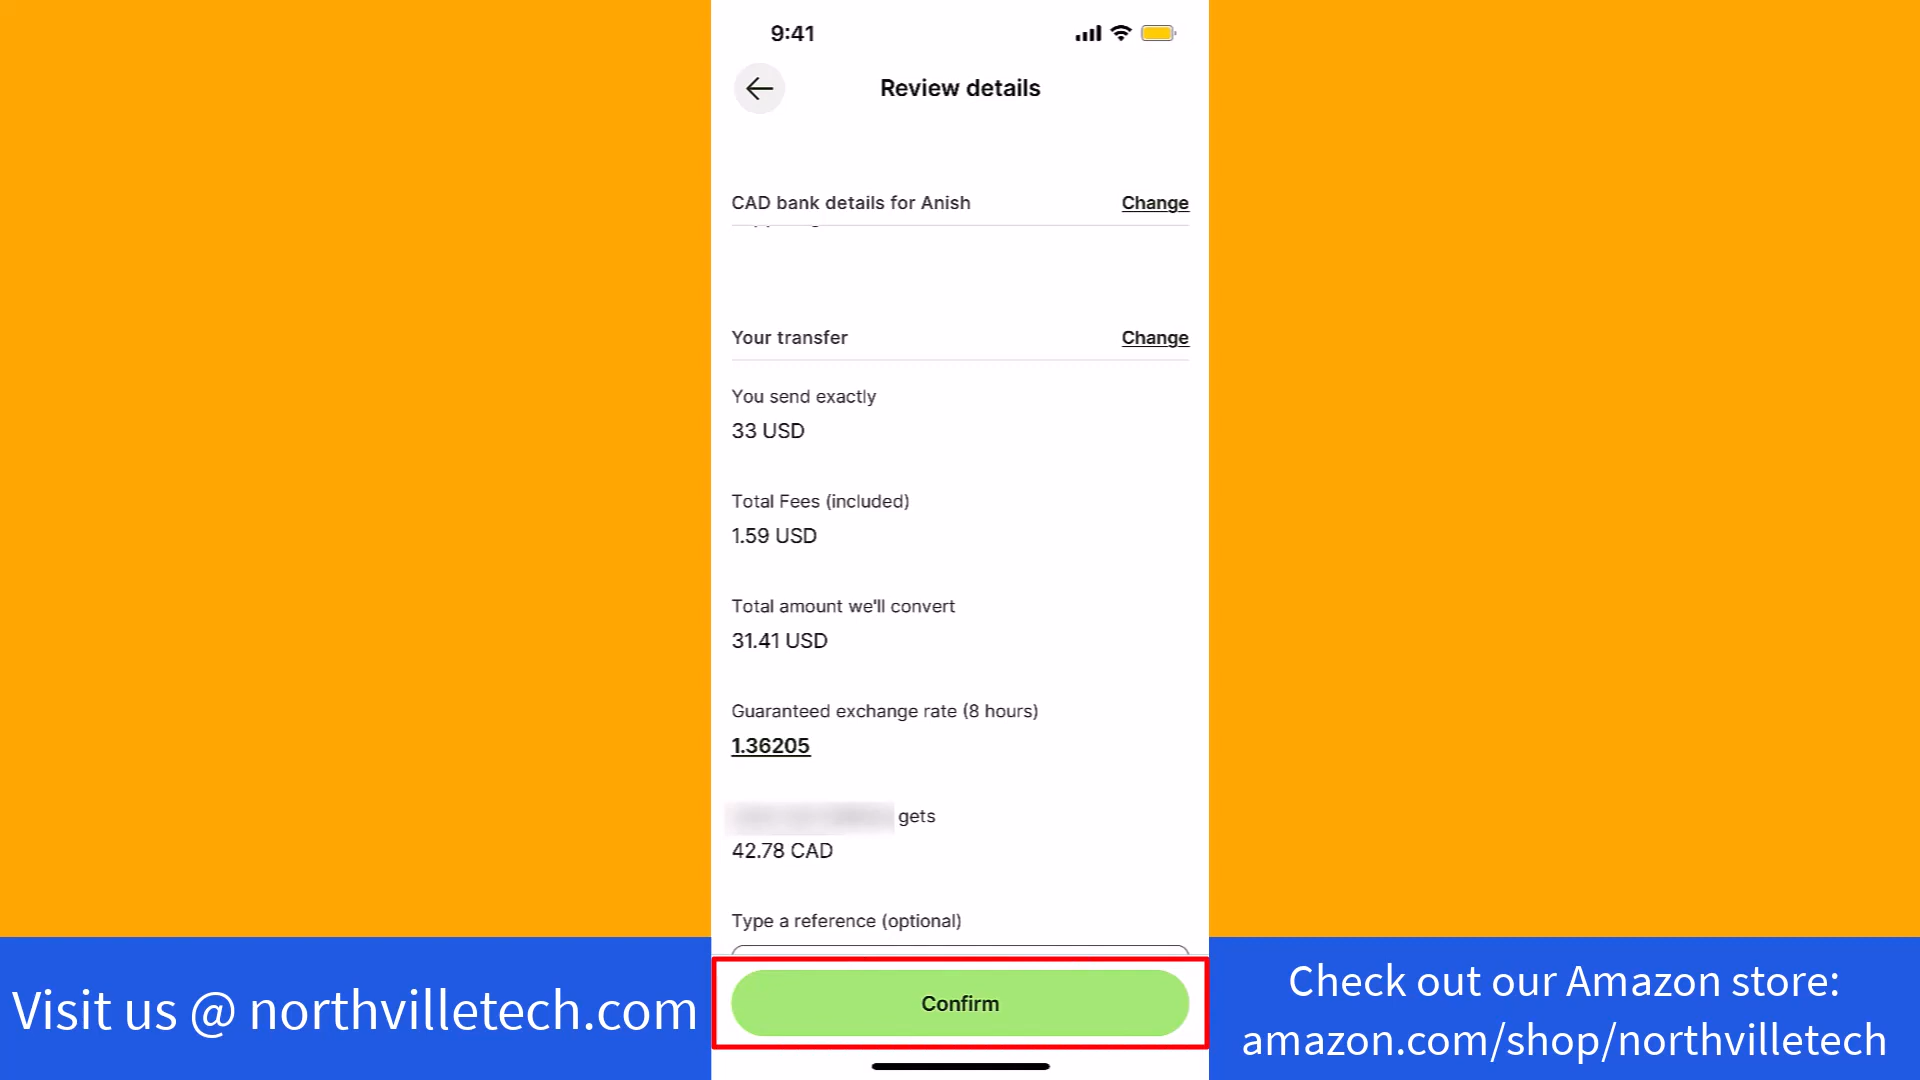 9:41
Review details
CAD bank details for Anish
Change
Your transfer
Change
You send exactly
33 USD
Total Fees (included)
1.59 USD
Total amount we'll convert
31.41 USD
Guaranteed exchange rate (8 hours)
1.36205
gets
42.78 CAD
Type a reference (optional)
Confirm
Visit us @ northvilletech.com
Check out our Amazon store:
amazon.com/shop/northvilletech